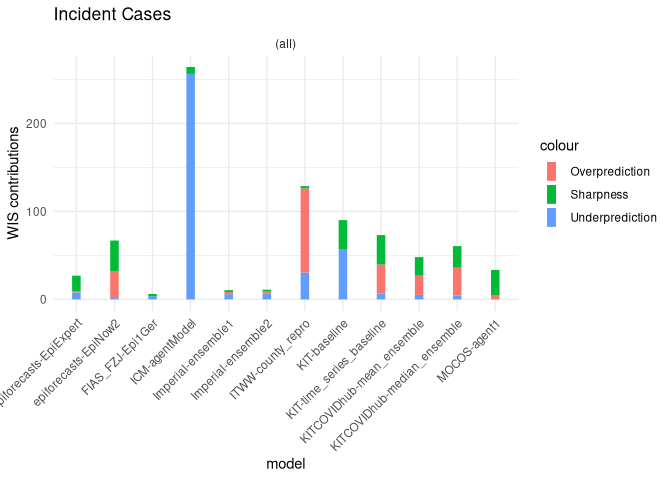 Incident Cases
(all)
WIS contributions
200
100
0
colour
Overprediction
Sharpness
Underprediction
piforecasts-EpiExpert
epiforecasts-EpiNow2
FIAS_FZJ-Epi1Ger
ICM-agentModel
Imperial-ensemble1
Imperial-ensemble2
ITWW-county_repro
KIT-baseline
KIT-time_series_baseline
KITCOVIDhub-mean_ensemble
KITCOVIDhub-median_ensemble
MOCOS-agent1
model